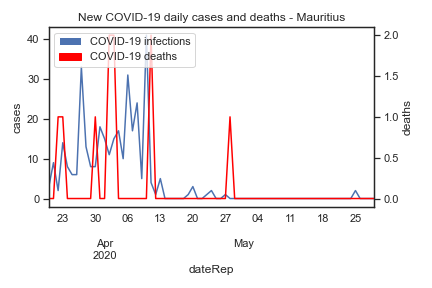 New COVID-19 daily cases and deaths - Mauritius
COVID-19 infections
COVID-19 deaths
40
30
20
10
0
cases
2.0
1.5
1.0
0.5
0.0
deaths
23 30 06 13 20 27 04 11 18 25
Apr May
2020
dateRep